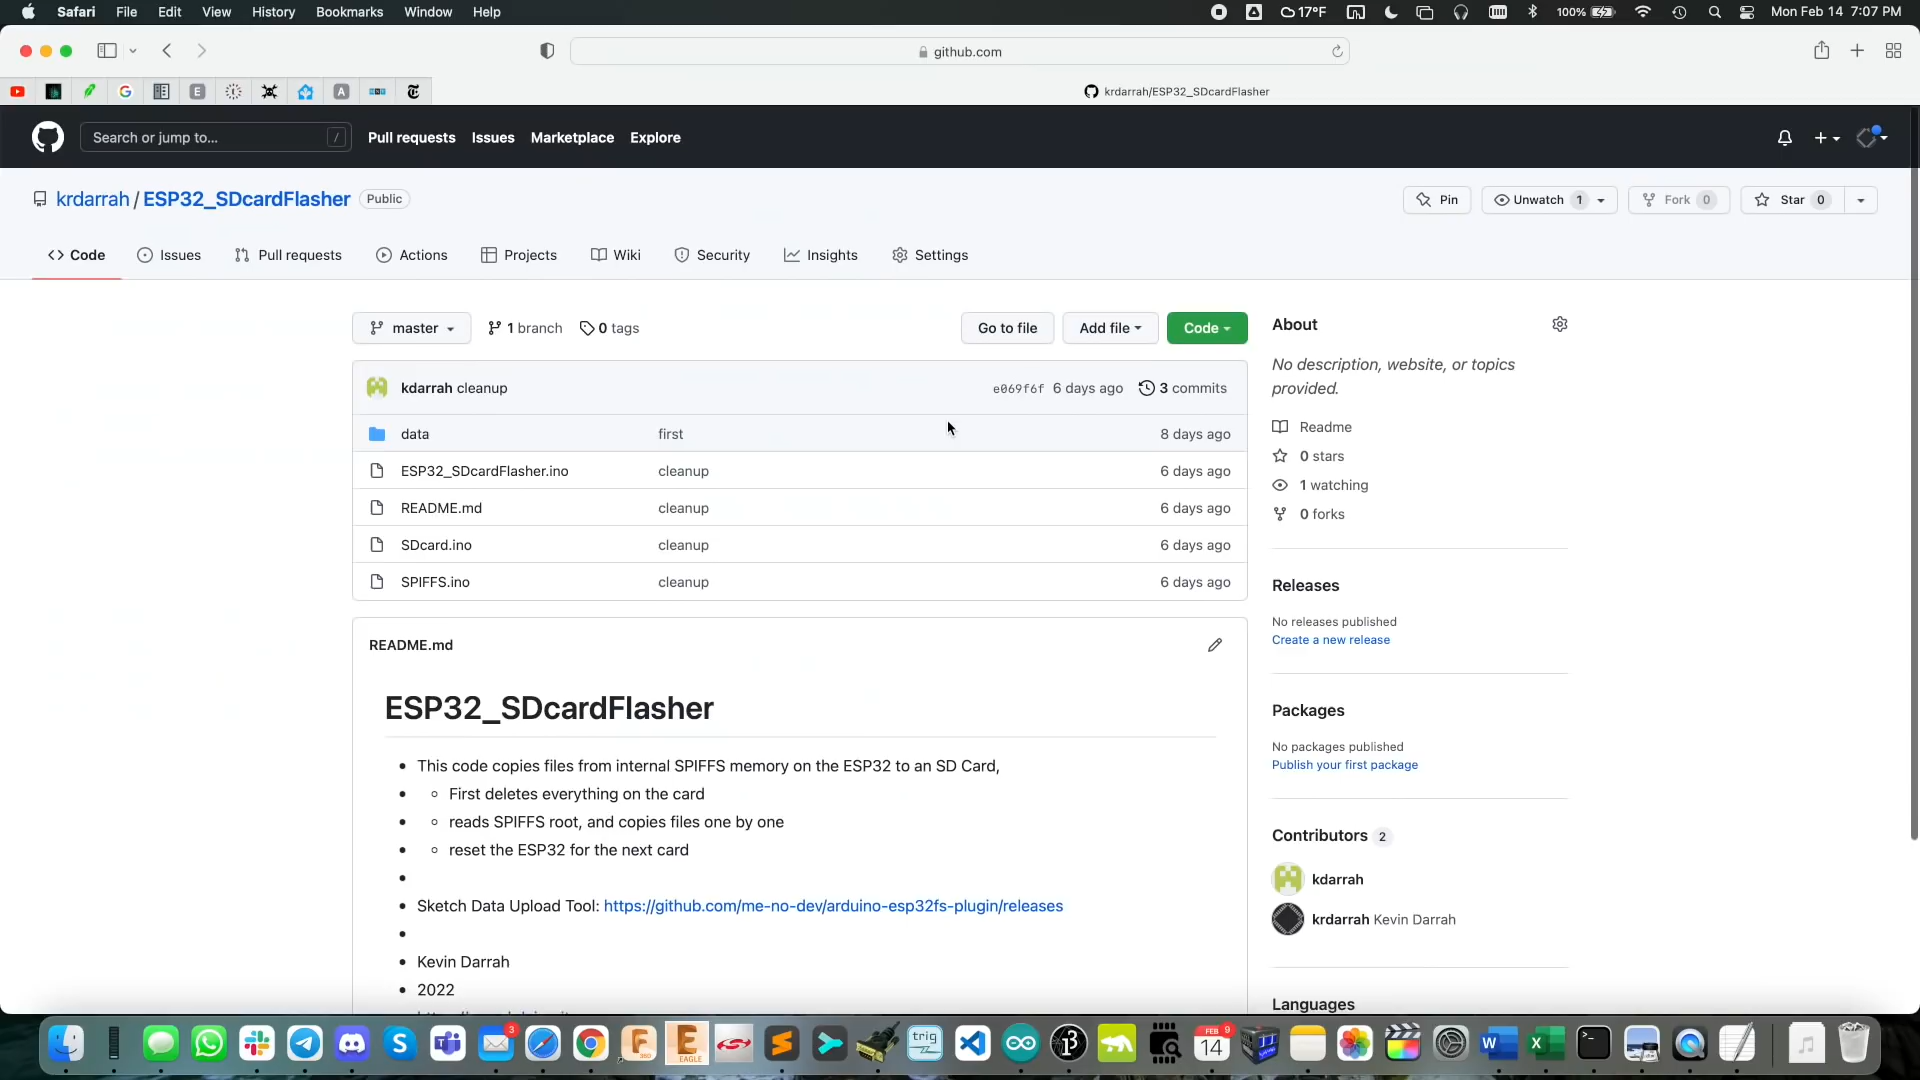 Safari File Edit View History Bookmarks Window Help 17°F 100% Mon Feb 14 7:07 PM
github.com
E A krdarrah/ESP32_SDcardFlasher
Search or jump to... / Pull requests Issues Marketplace Explore
krdarrah / ESP32_SDcardFlasher Public Pin Unwatch 1 Fork 0 Star 0
Code Issues Pull requests Actions Projects Wiki Security Insights Settings
master 1 branch 0 tags Go to file Add file Code
kdarrah cleanup e069f6f 6 days ago 3 commits
data first 8 days ago
ESP32_SDcardFlasher.ino cleanup 6 days ago
README.md cleanup 6 days ago
SDcard.ino cleanup 6 days ago
SPIFFS.ino cleanup 6 days ago
README.md
ESP32_SDcardFlasher
This code copies files from internal SPIFFS memory on the ESP32 to an SD Card,
First deletes everything on the card
reads SPIFFS root, and copies files one by one
reset the ESP32 for the next card
Sketch Data Upload Tool: https://github.com/me-no-dev/arduino-esp32fs-plugin/releases
Kevin Darrah
2022
About
No description, website, or topics
provided.
Readme
0 stars
1 watching
0 forks
Releases
No releases published
Create a new release
Packages
No packages published
Publish your first package
Contributors 2
kdarrah
krdarrah Kevin Darrah
Languages
3 F 360 E EAGLE trig FEB 9 14 W X